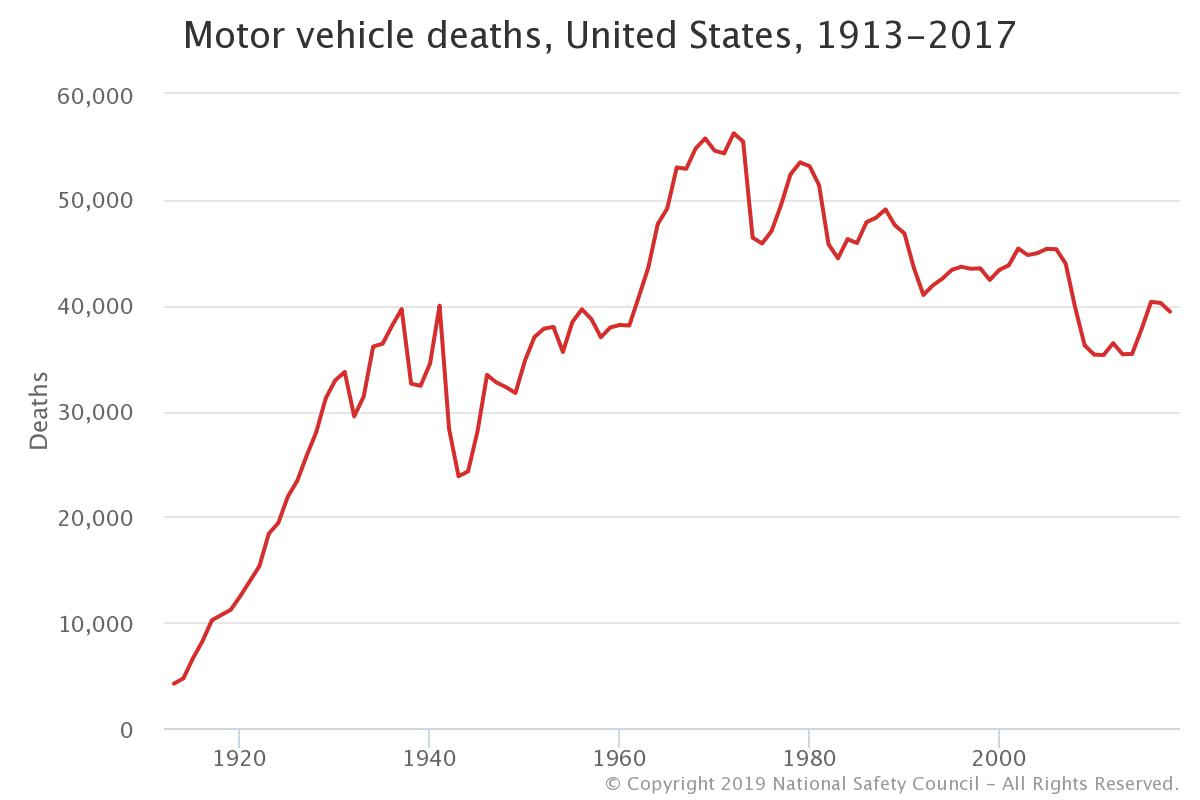 Motor vehicle deaths, United States, 1913–2017
60,000
50,000
40,000
30,000
20,000
10,000
0
Deaths
1920 1940 1960 1980 2000
© Copyright 2019 National Safety Council – All Rights Reserved.